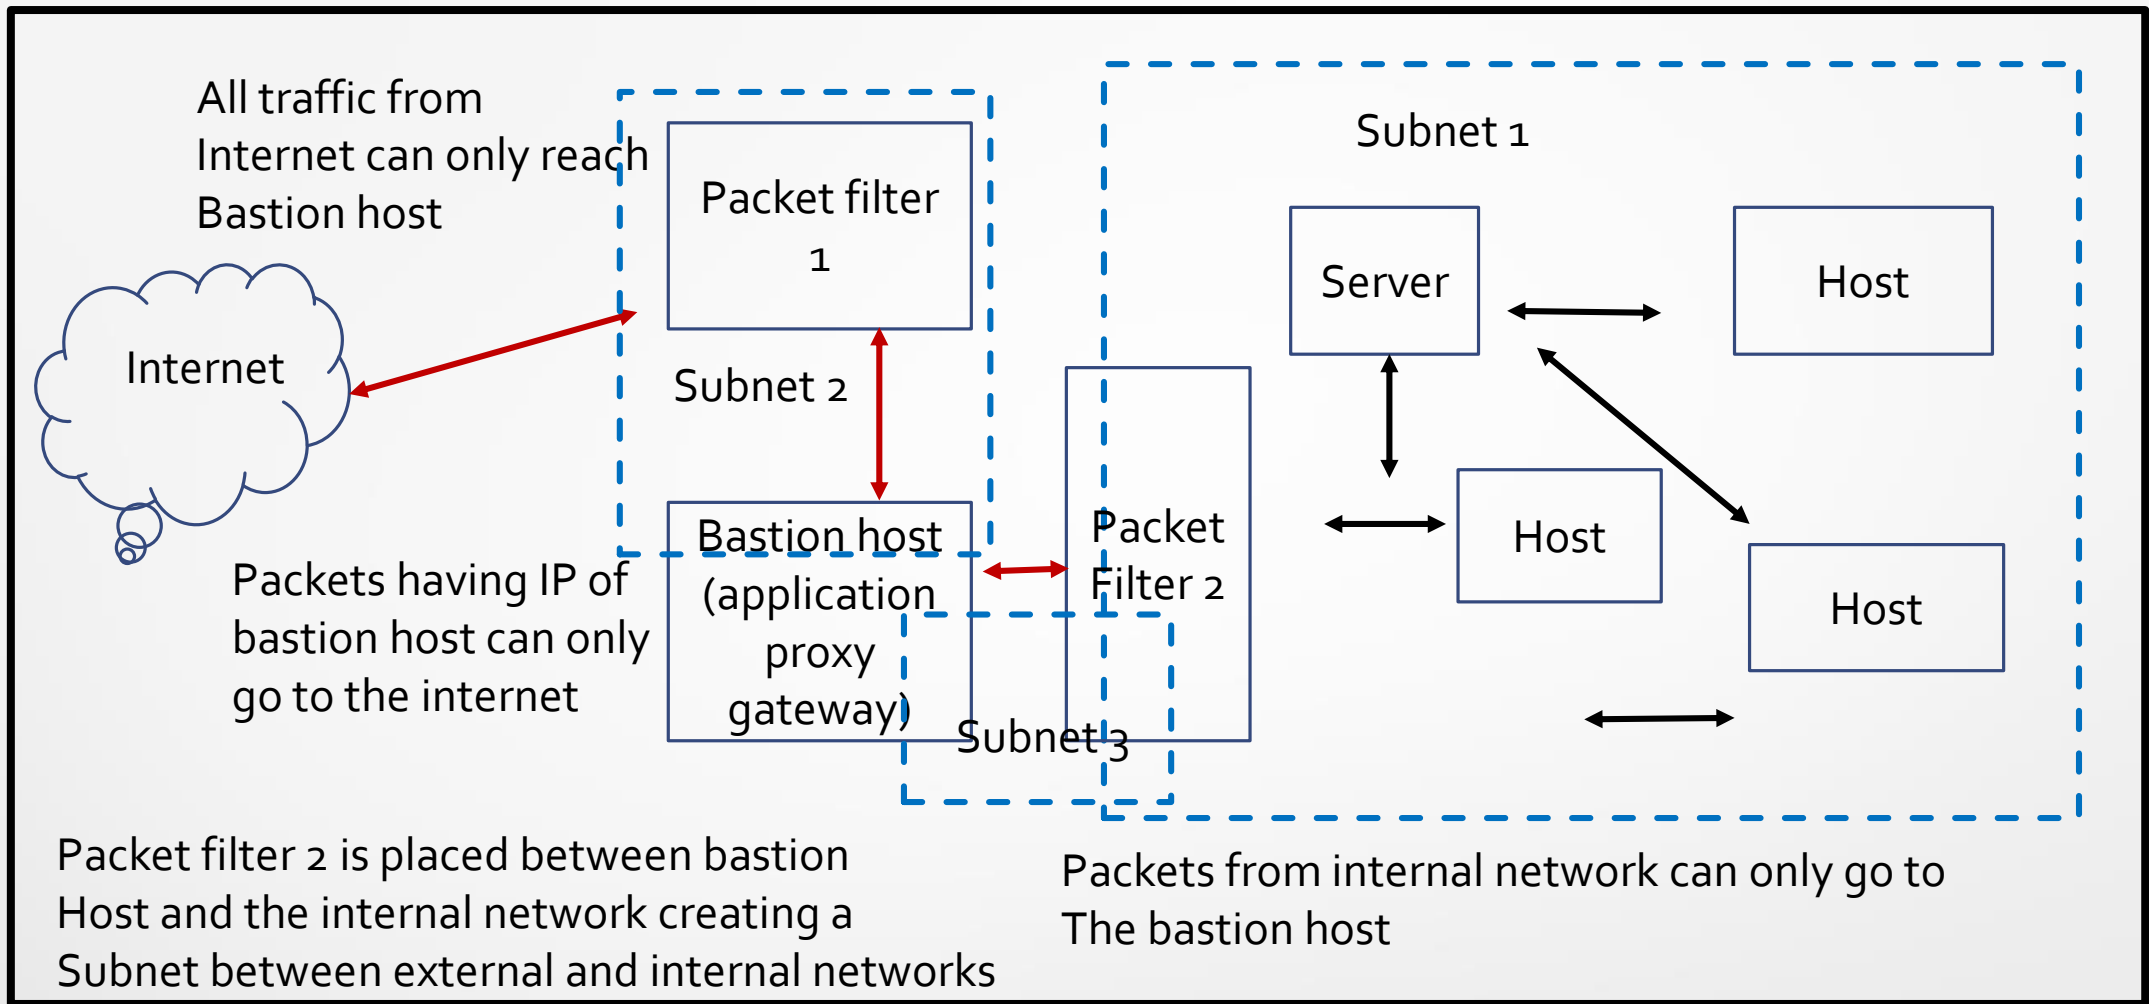 All traffic from
Internet can only reach
Bastion host
Packet filter
1
Subnet 1
Server
Host
Internet
Subnet 2
Bastion host
(application
proxy
gateway)
Packet
Filter 2
Host
Host
Subnet 3
Packets having IP of
bastion host can only
go to the internet
Packet filter 2 is placed between bastion
Host and the internal network creating a
Subnet between external and internal networks
Packets from internal network can only go to
The bastion host